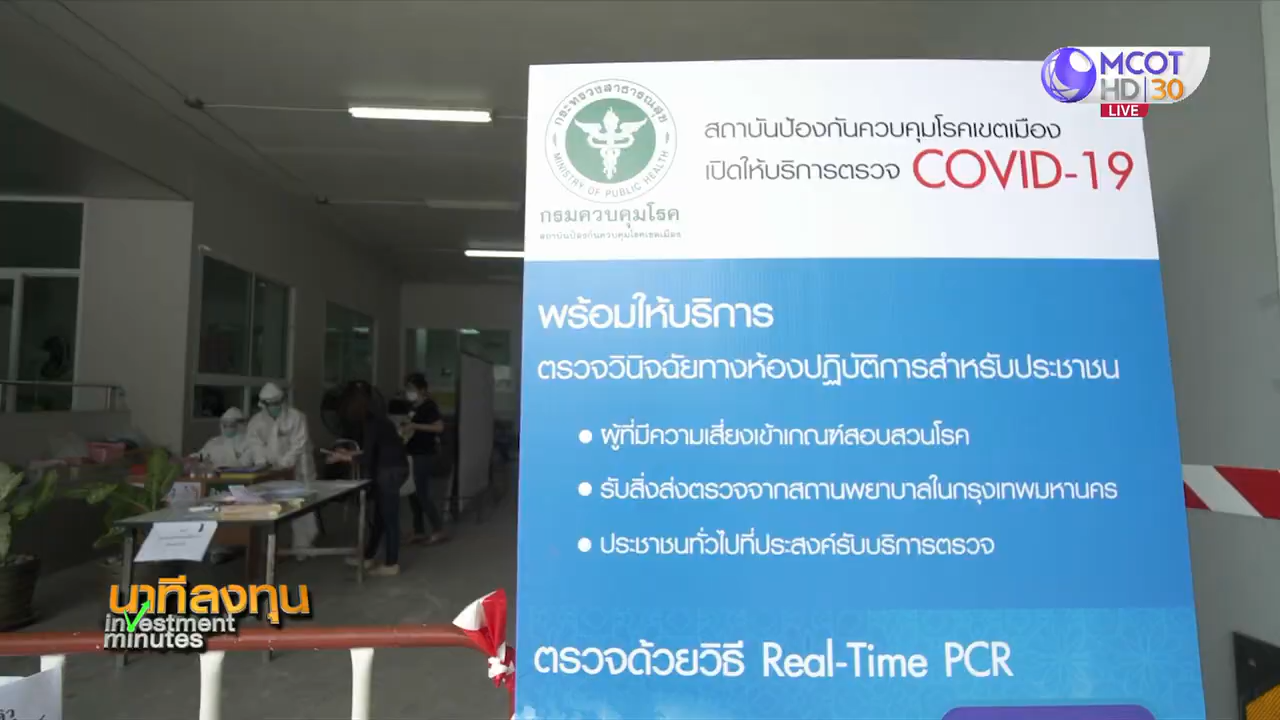 MCOT
HD 30
LIVE
กระทรวงสาธารณสุข
MINISTRY OF PUBLIC HEALTH
กรมควบคุมโรค
สถาบันป้องกันควบคุมโรคเขตเมือง
สถาบันป้องกันควบคุมโรคเขตเมือง
เปิดให้บริการตรวจ COVID-19
พร้อมให้บริการ
ตรวจวินิจฉัยทางห้องปฏิบัติการสำหรับประชาชน
• ผู้ที่มีความเสี่ยงเข้าเกณฑ์สอบสวนโรค
• รับสิ่งส่งตรวจจากสถานพยาบาลในกรุงเทพมหานคร
• ประชาชนทั่วไปที่ประสงค์รับบริการตรวจ
ตรวจด้วยวิธี Real-Time PCR
นาทีลงทุน
investment
minutes